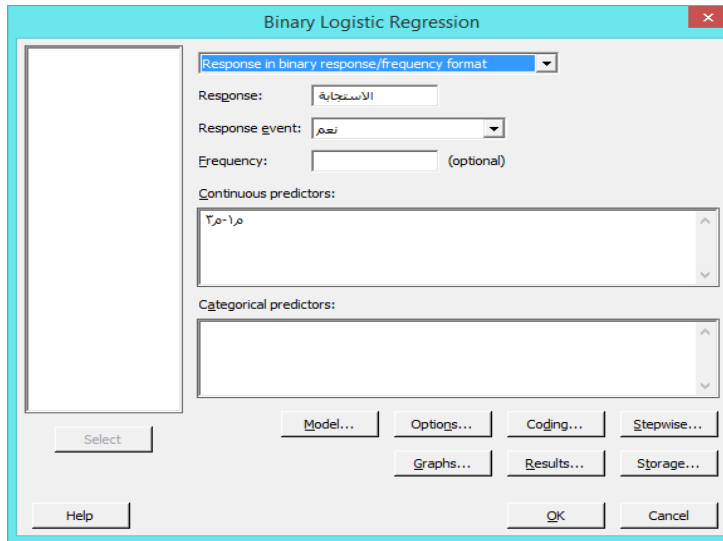 Binary Logistic Regression
Response in binary response/frequency format
Response: الاستجابة
Response event: نعم
Frequency: (optional)
Continuous predictors:
م١-م٣
Categorical predictors:
Select
Model... Options... Coding... Stepwise...
Graphs... Results... Storage...
Help OK Cancel